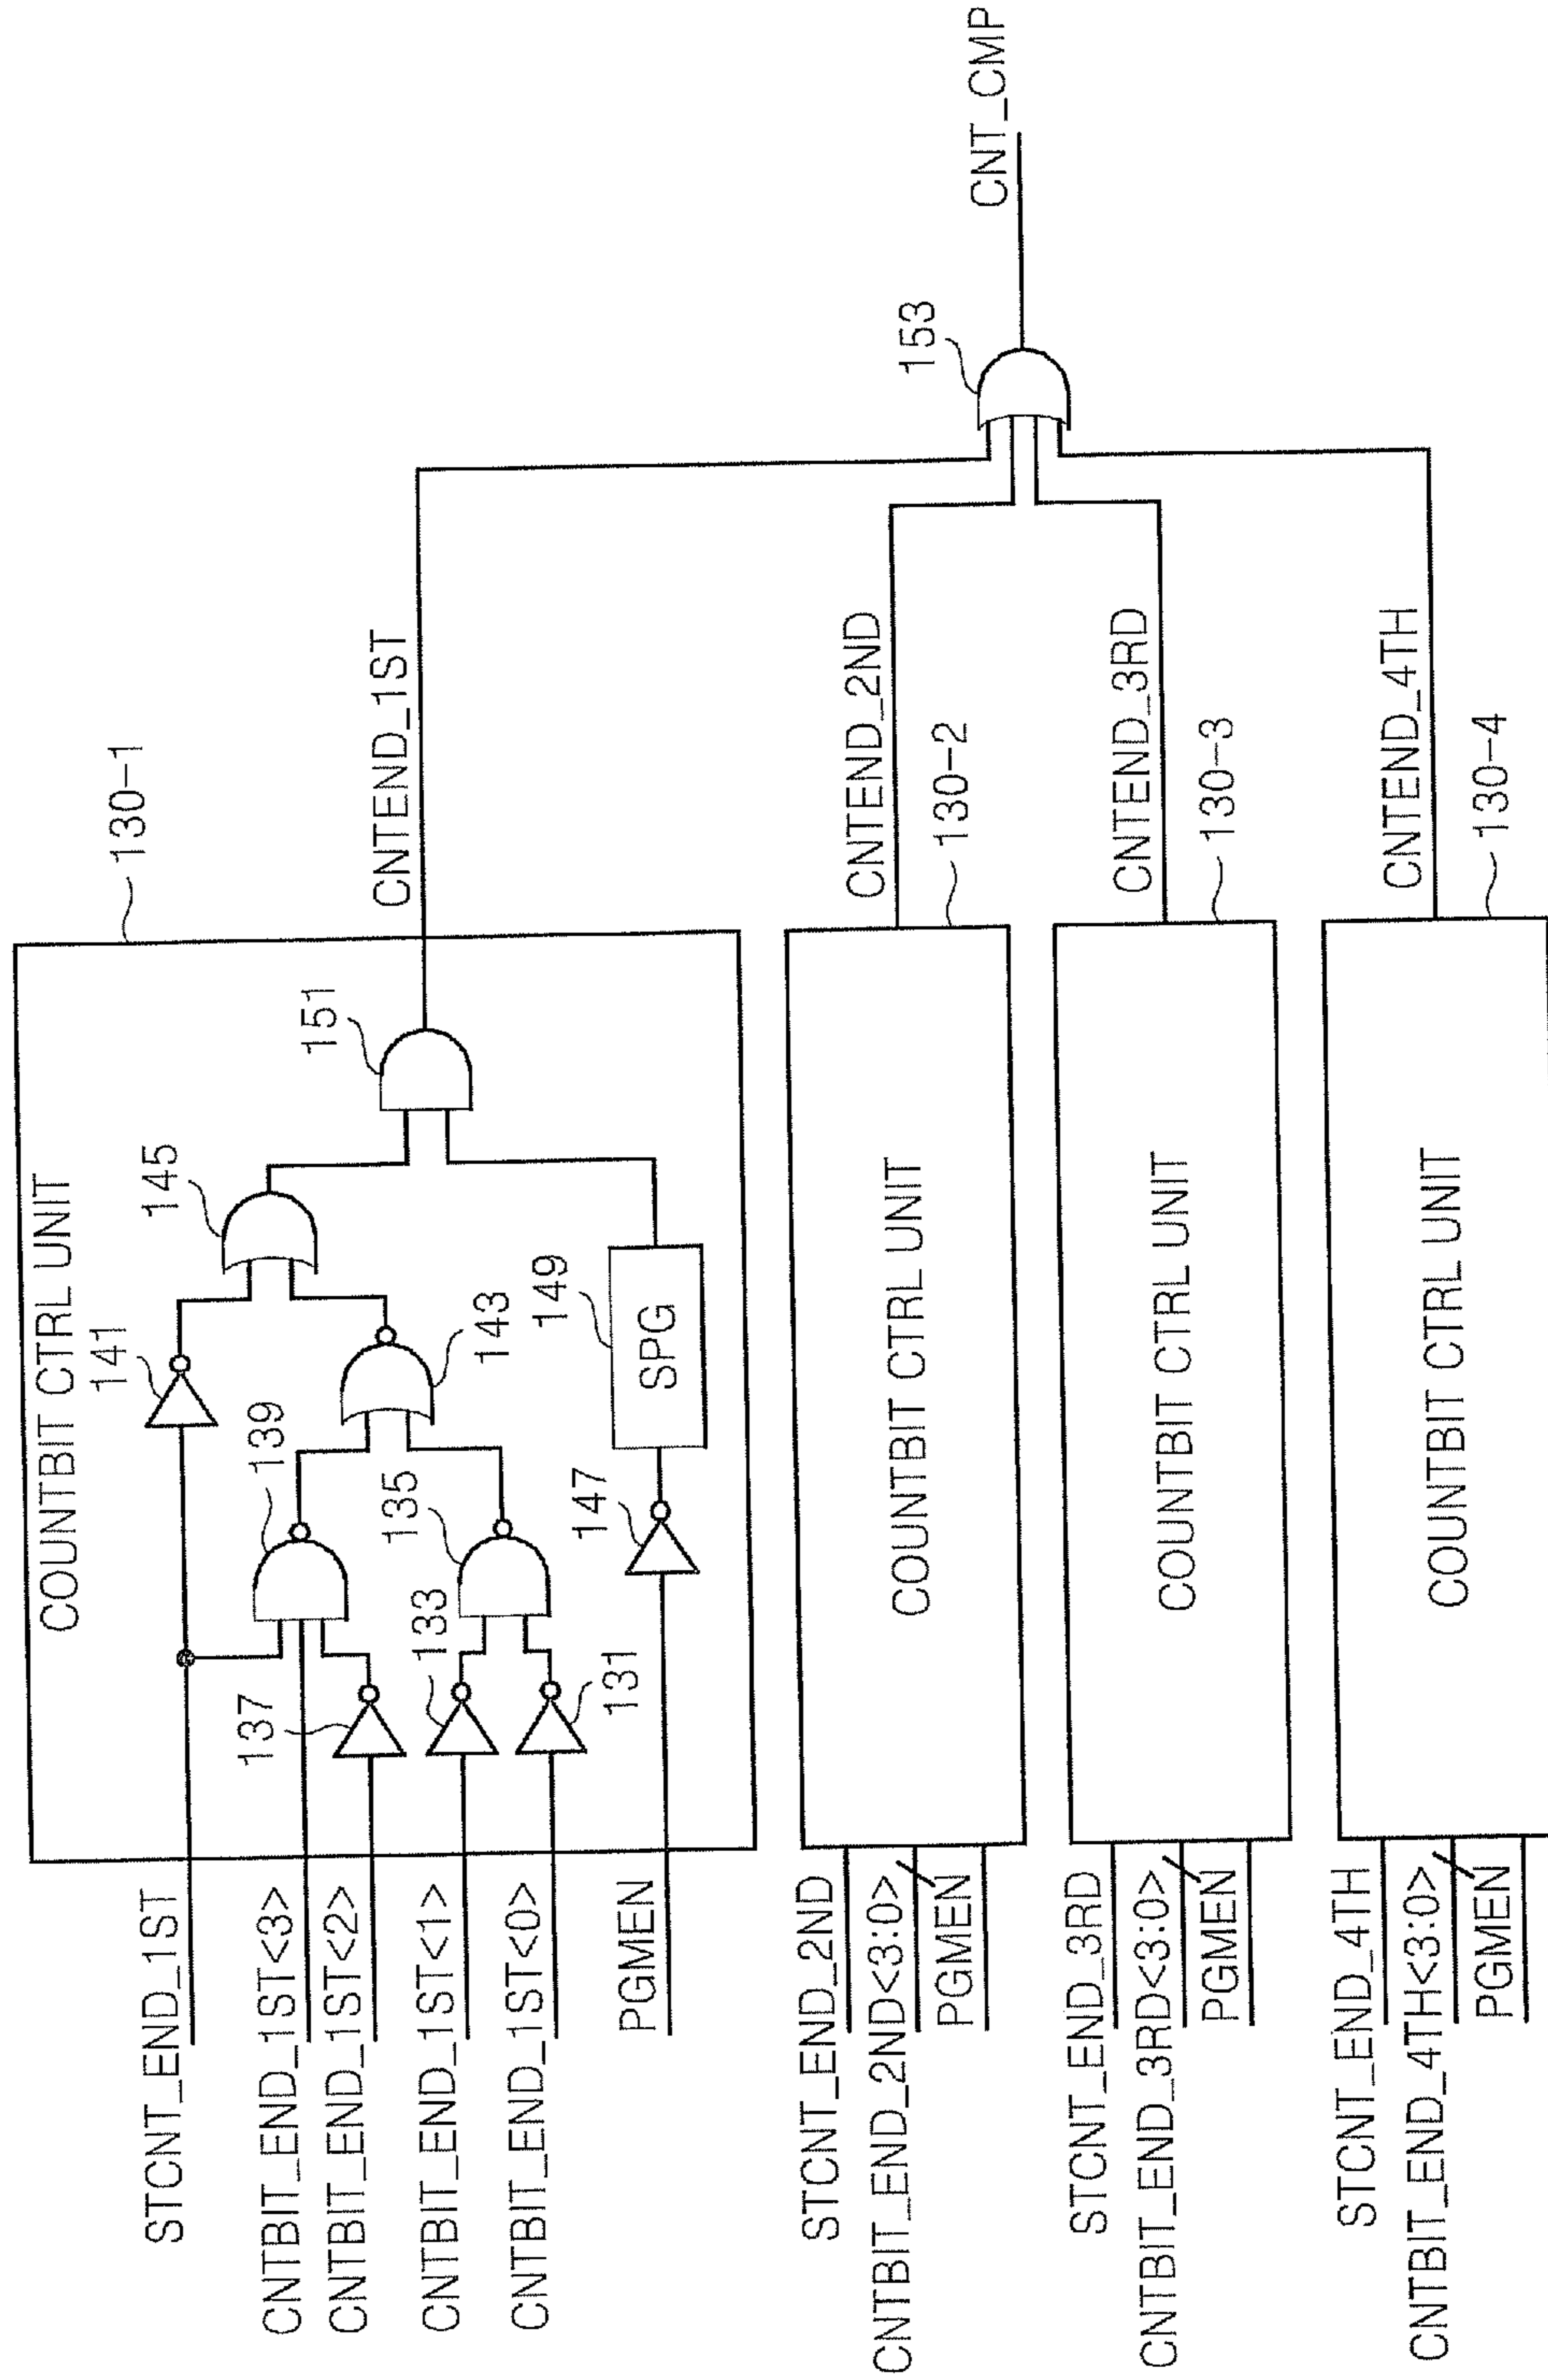 COUNTBIT CTRL UNIT
130-1
STCNT_END_1ST
141
145
CNTBIT_END_1ST<3>
137
139
CNTBIT_END_1ST<2>
143
151
CNTEND_1ST
CNTBIT_END_1ST<1>
133
135
CNTBIT_END_1ST<0>
131
PGMEN
147
149
SPG
STCNT_END_2ND
CNTBIT_END_2ND<3:0>
PGMEN
COUNTBIT CTRL UNIT
CNTEND_2ND
130-2
153
CNT_CMP
STCNT_END_3RD
CNTBIT_END_3RD<3:0>
PGMEN
COUNTBIT CTRL UNIT
CNTEND_3RD
130-3
STCNT_END_4TH
CNTBIT_END_4TH<3:0>
PGMEN
COUNTBIT CTRL UNIT
CNTEND_4TH
130-4